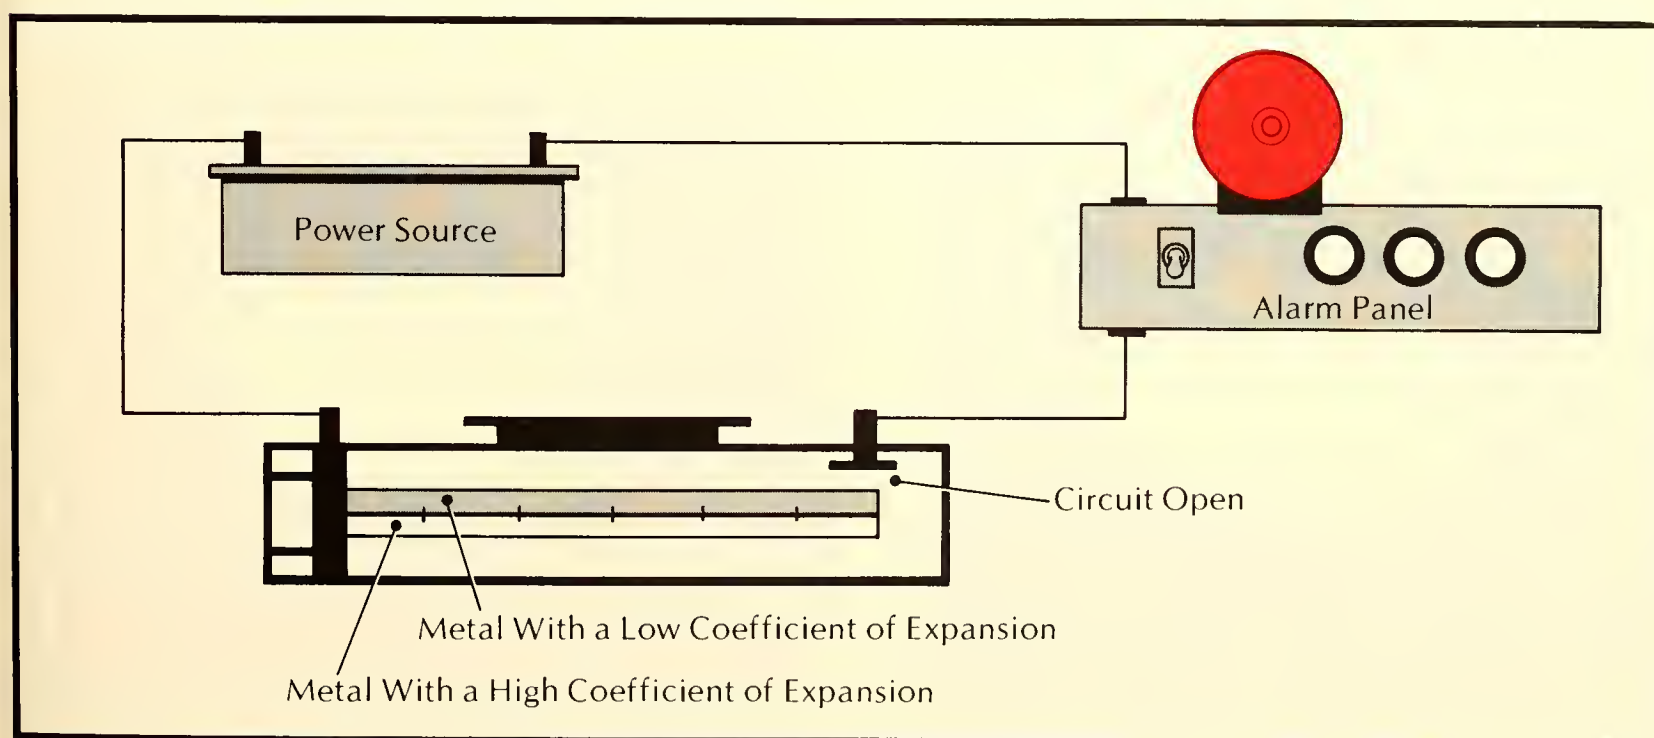 Power Source
Alarm Panel
Circuit Open
Metal With a Low Coefficient of Expansion
Metal With a High Coefficient of Expansion